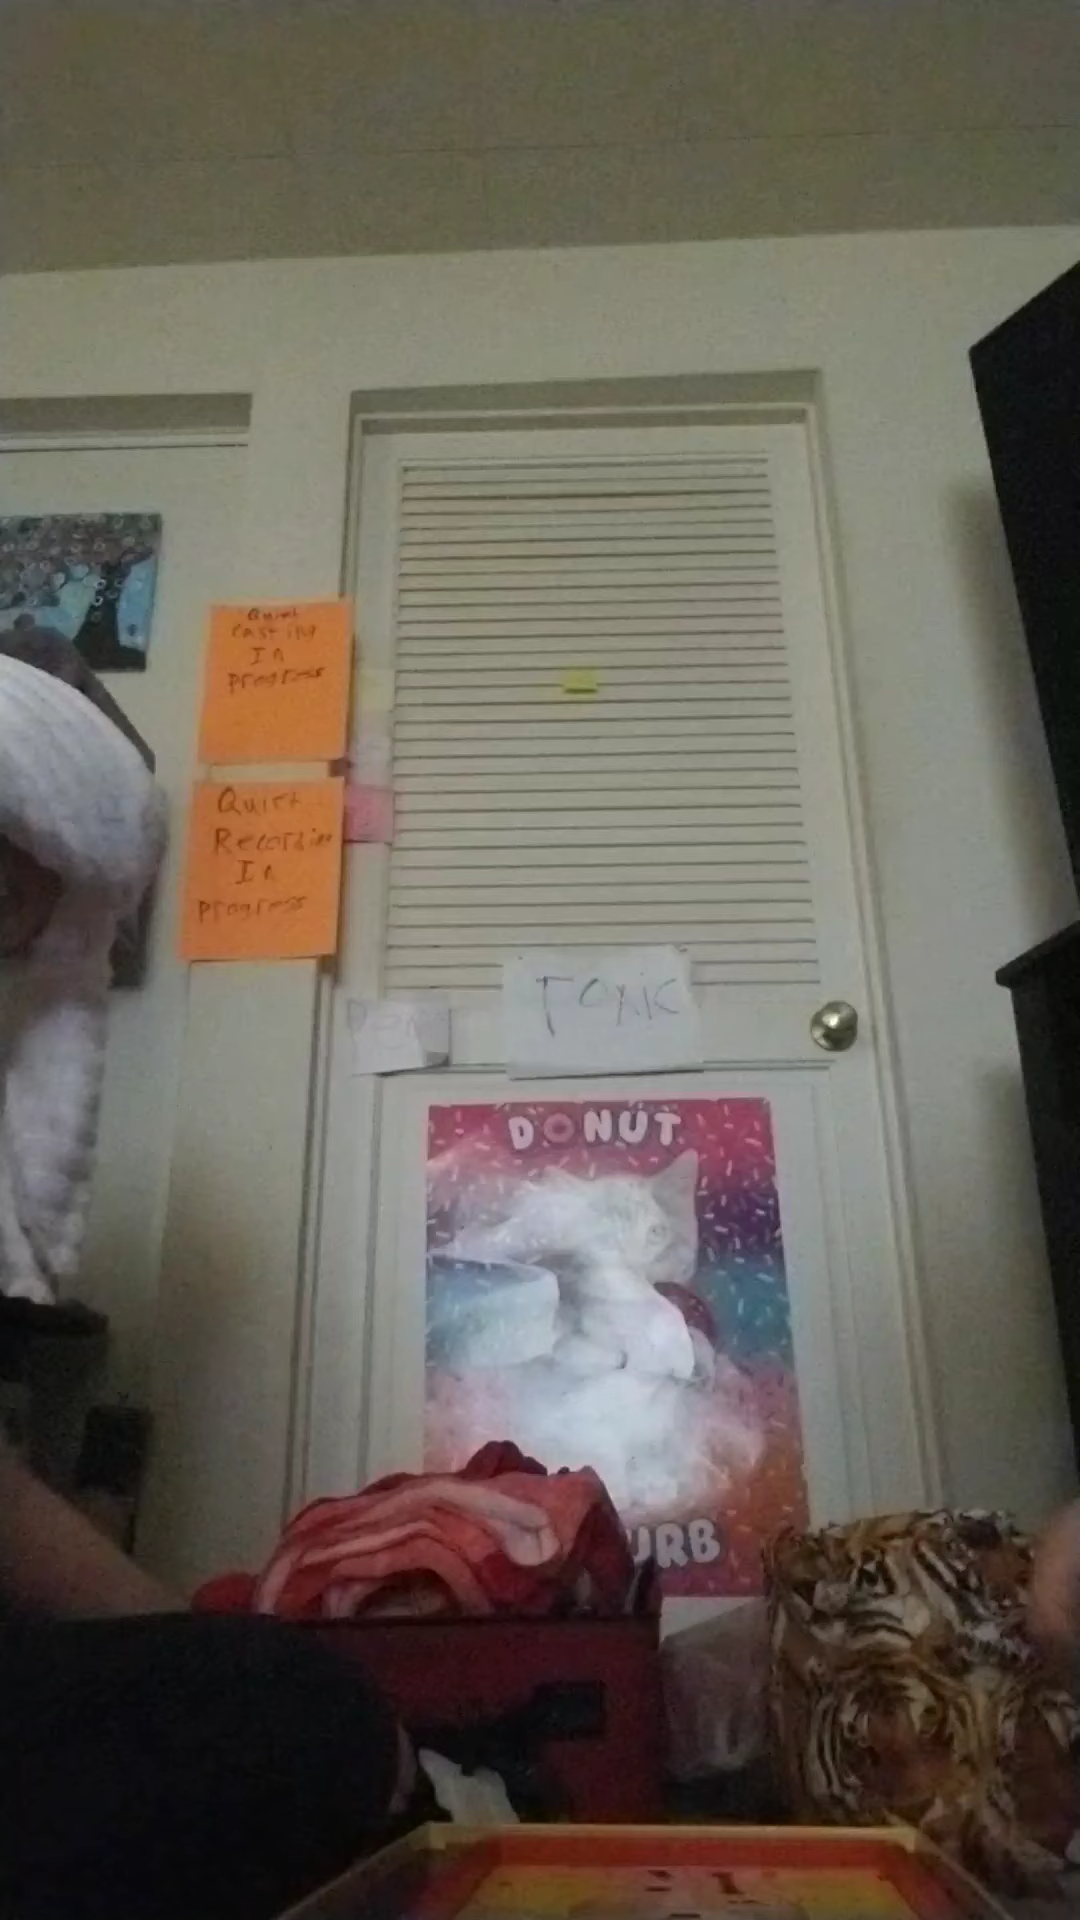 Quiet
casting
In
progress
Quiet
Recording
In
progress
TOXIC
DONUT
URB